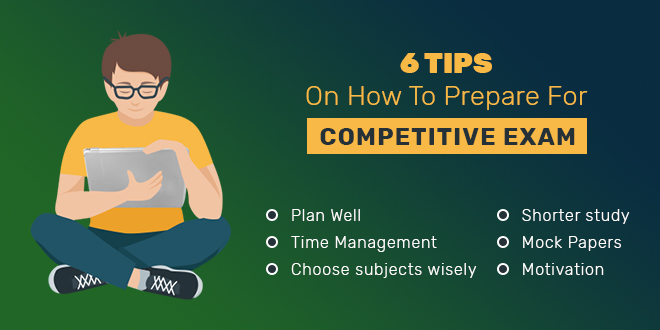 6 TIPS
On How To Prepare For
COMPETITIVE EXAM
Plan Well
Time Management
Choose subjects wisely
Shorter study
Mock Papers
Motivation